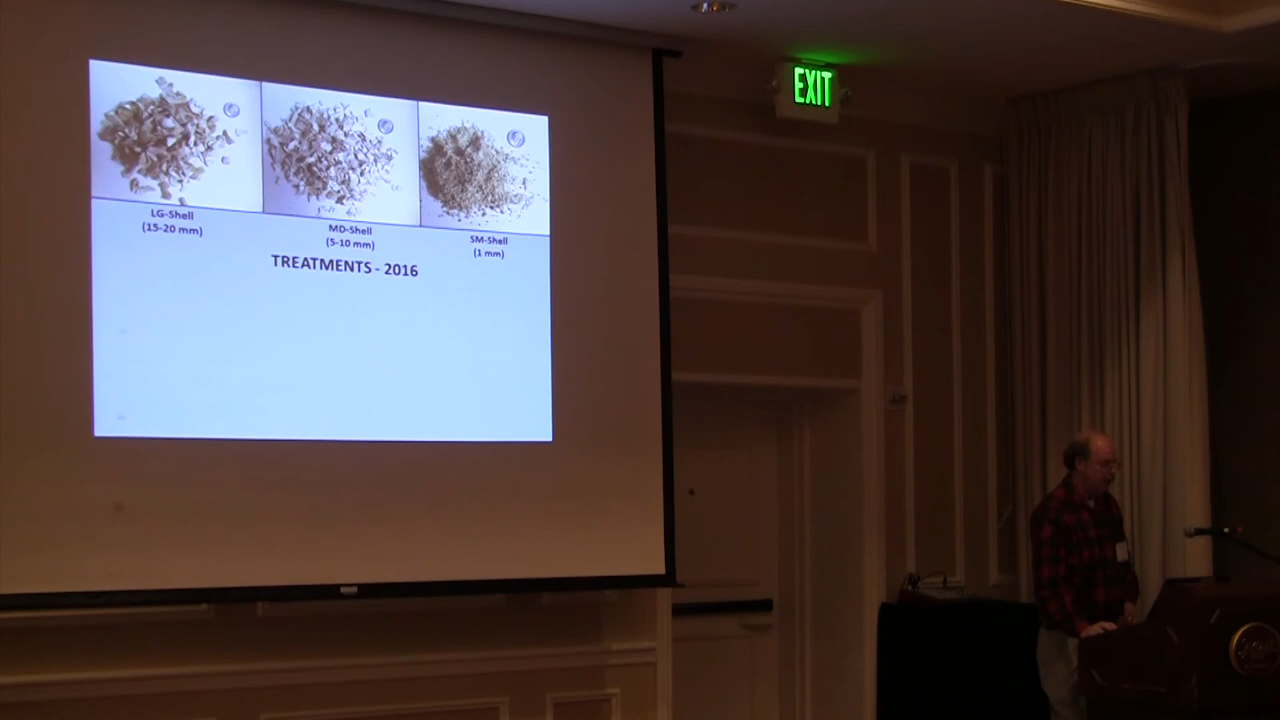 LG-Shell
(15-20 mm)
MD-Shell
(5-10 mm)
SM-Shell
(1 mm)
TREATMENTS - 2016
EXIT